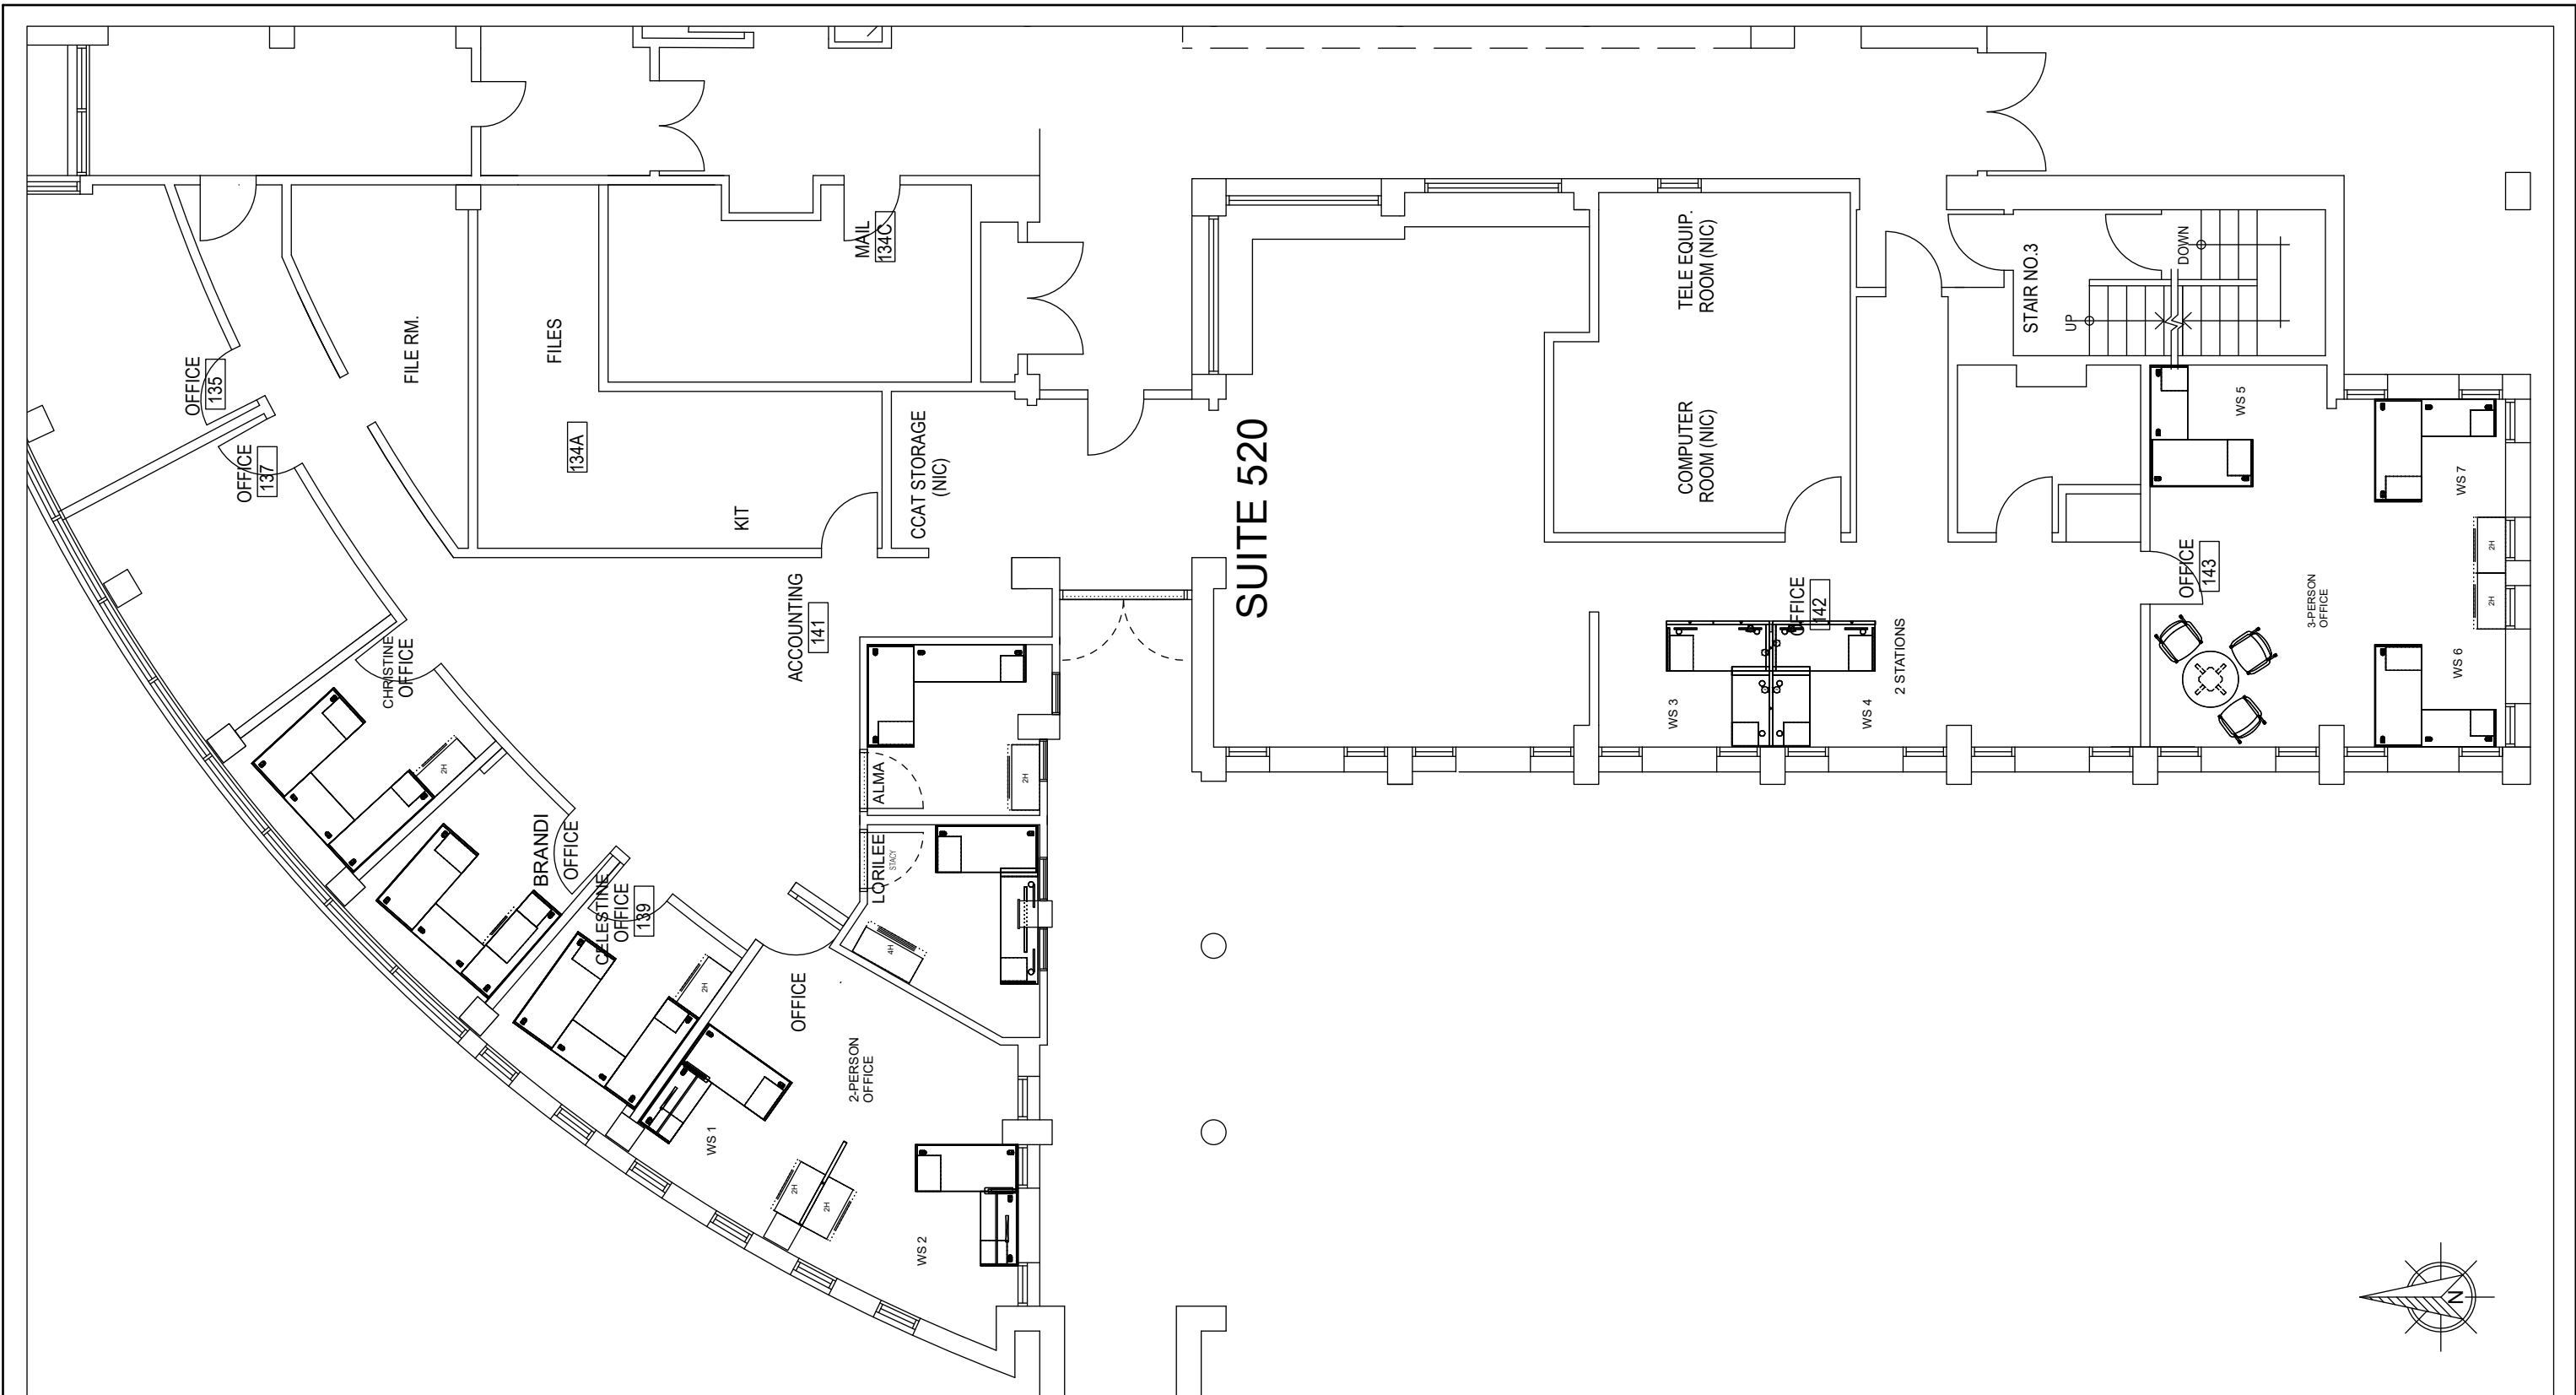 OFFICE
135
OFFICE
137
FILE RM.
FILES
134A
KIT
MAIL
134C
CCAT STORAGE
(NIC)
ACCOUNTING
141
CHRISTINE
OFFICE
BRANDI
OFFICE
CELESTINE
OFFICE
139
ALMA
LORILEE
STACY
OFFICE
2-PERSON
OFFICE
WS 1
WS 2
2H
2H
2H
2H
2H
4H
SUITE 520
TELE EQUIP.
ROOM (NIC)
COMPUTER
ROOM (NIC)
OFFICE
142
2 STATIONS
WS 3
WS 4
STAIR NO.3
UP
DOWN
OFFICE
143
3-PERSON
OFFICE
WS 5
WS 7
WS 6
2H
2H
N